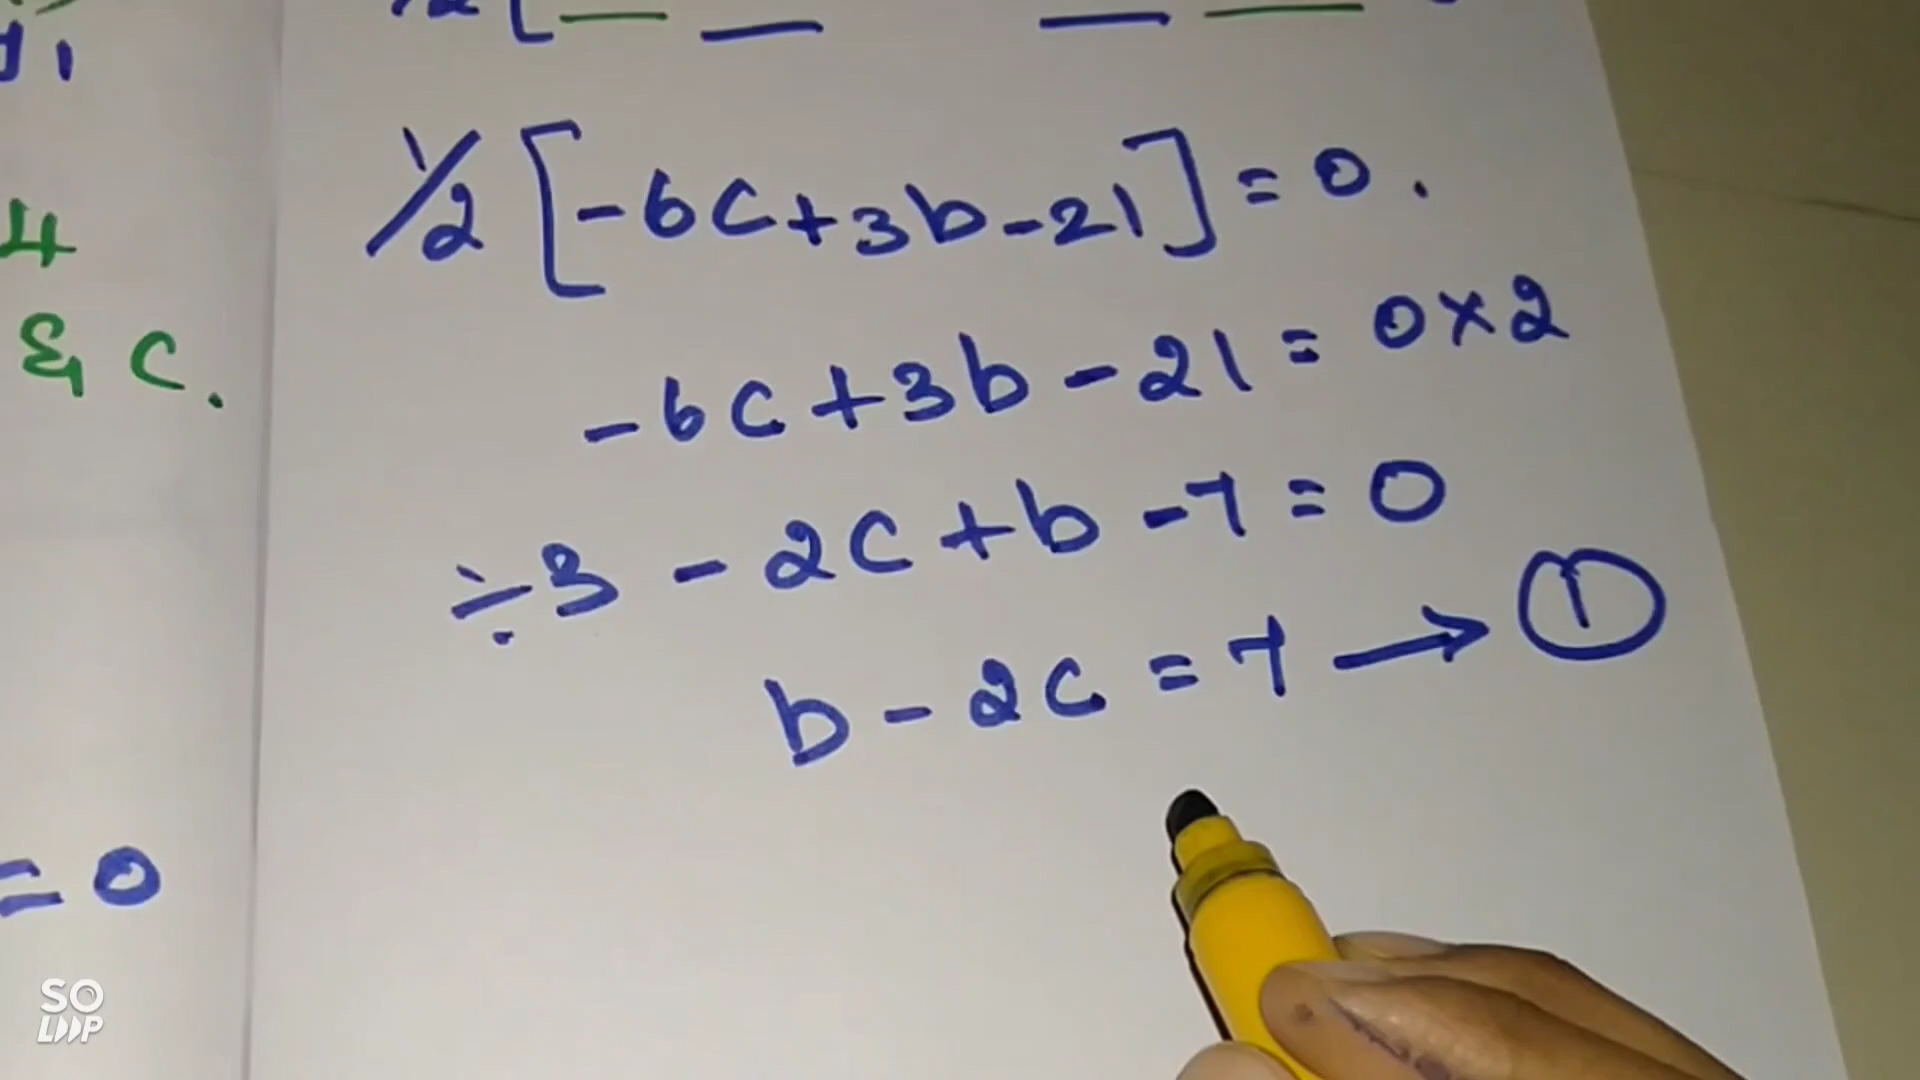 4
& c.
= 0
1/2 [-6c+3b-21] = 0.
-6c+3b-21 = 0×2
÷3 -2c+b-7 = 0
b-2c = 7 → ①
SO
LOOP